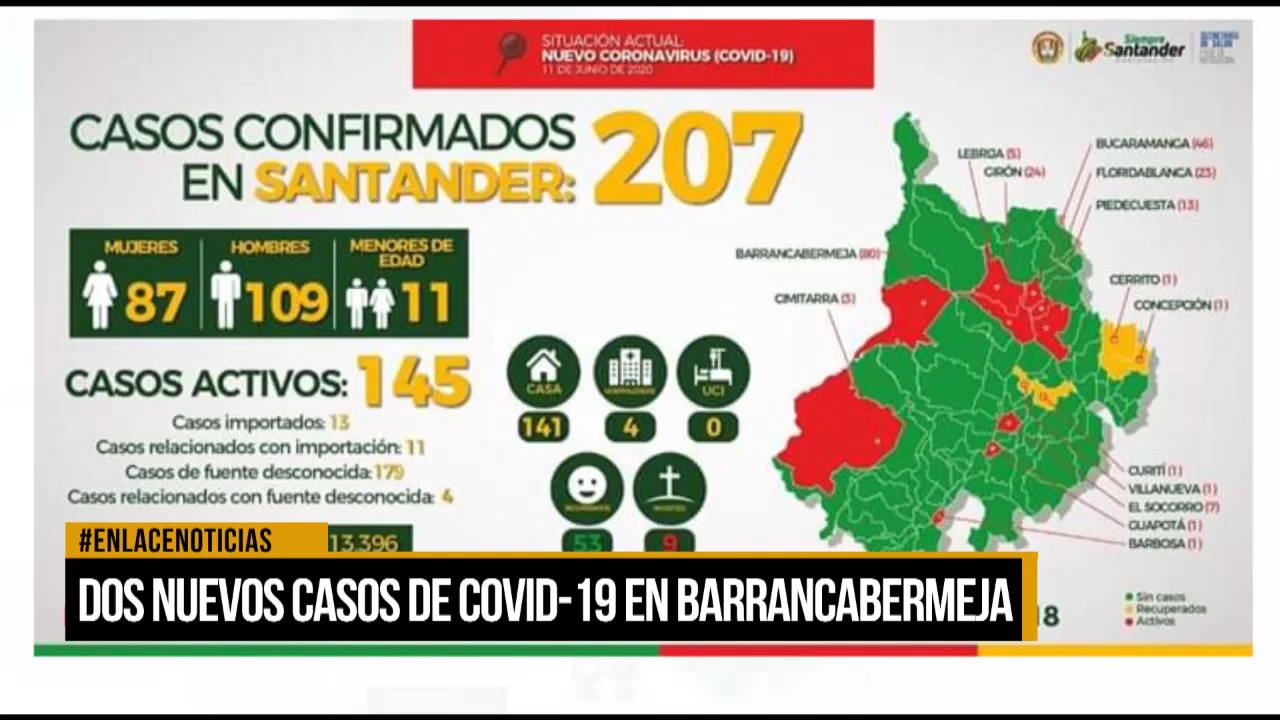 SITUACIÓN ACTUAL:
NUEVO CORONAVIRUS (COVID-19)
11 DE JUNIO DE 2020
Siempre
Santander
CASOS CONFIRMADOS
EN SANTANDER: 207
MUJERES
87
HOMBRES
109
MENORES DE
EDAD
11
CASOS ACTIVOS: 145
Casos importados: 13
Casos relacionados con importación: 11
Casos de fuente desconocida: 179
Casos relacionados con fuente desconocida: 4
13,396
CASA
141
4
UCI
0
53
9
LEBRIJA (5)
GIRÓN (24)
BUCARAMANGA (46)
FLORIDABLANCA (23)
PIEDECUESTA (13)
BARRANCABERMEJA (80)
CIMITARRA (3)
CERRITO (1)
CONCEPCIÓN (1)
CURITÍ (1)
VILLANUEVA (1)
EL SOCORRO (7)
GUAPOTÁ (1)
BARBOSA (1)
Sin casos
Recuperados
Activos
18
#ENLACENOTICIAS
DOS NUEVOS CASOS DE COVID-19 EN BARRANCABERMEJA